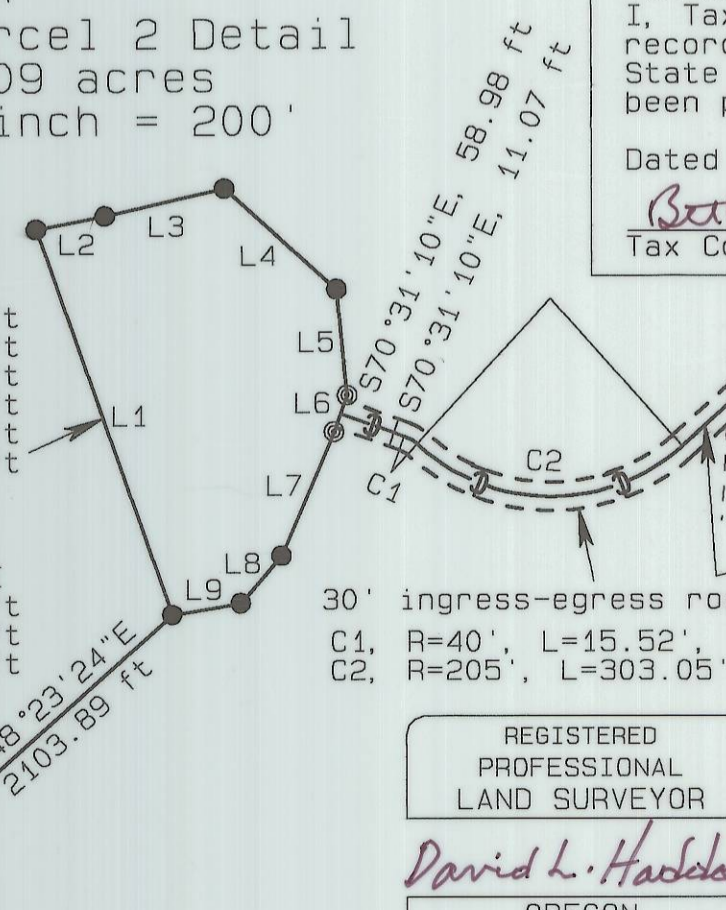 rcel 2 Detail
09 acres
inch = 200'
I, Tax
record
State
been p
Dated
Tax Co
S70°31'10"E, 58.98 ft
S70°31'10"E, 11.07 ft
L2
L3
L4
L5
L6
L1
L7
L8
L9
C1
C2
t
t
t
t
t
t
t
t
t
48°23'24"E
2103.89 ft
30' ingress-egress ro
C1, R=40', L=15.52',
C2, R=205', L=303.05'
REGISTERED
PROFESSIONAL
LAND SURVEYOR
David L.
OREGON